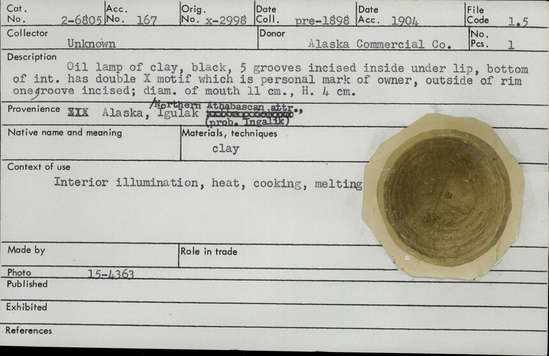 Cat. No. 2-6805 Acc. No. 167 Orig. No. x-2998 Date Coll. pre-1898 Date Acc. 1904 File Code 1.5
Collector Unknown Donor Alaska Commercial Co. No. Pcs. 1
Description
Oil lamp of clay, black, 5 grooves incised inside under lip, bottom
of int. has double X motif which is personal mark of owner, outside of rim
one groove incised; diam. of mouth 11 cm., H. 4 cm.
Provenience XIX Alaska, /Northern Athabascan attr.,
Igulak
(prob. Ingalik)
Native name and meaning Materials, techniques
clay
Context of use
Interior illumination, heat, cooking, melting
Made by Role in trade
Photo 15-4363
Published
Exhibited
References